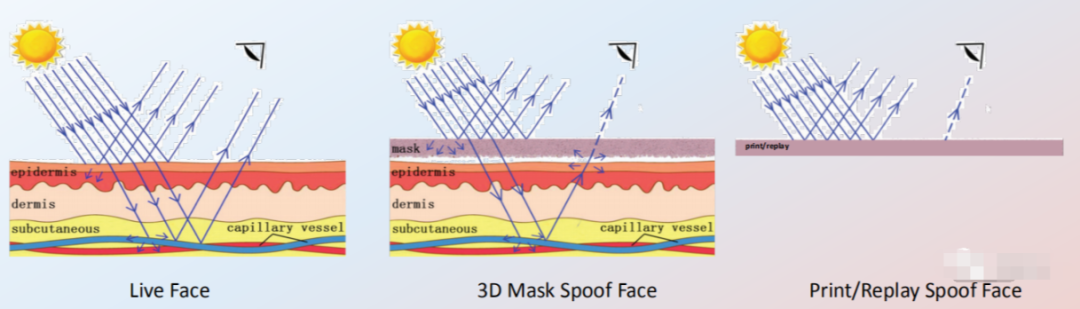 epidermis
dermis
subcutaneous
capillary vessel
Live Face
mask
epidermis
dermis
subcutaneous
capillary vessel
3D Mask Spoof Face
print/replay
Print/Replay Spoof Face